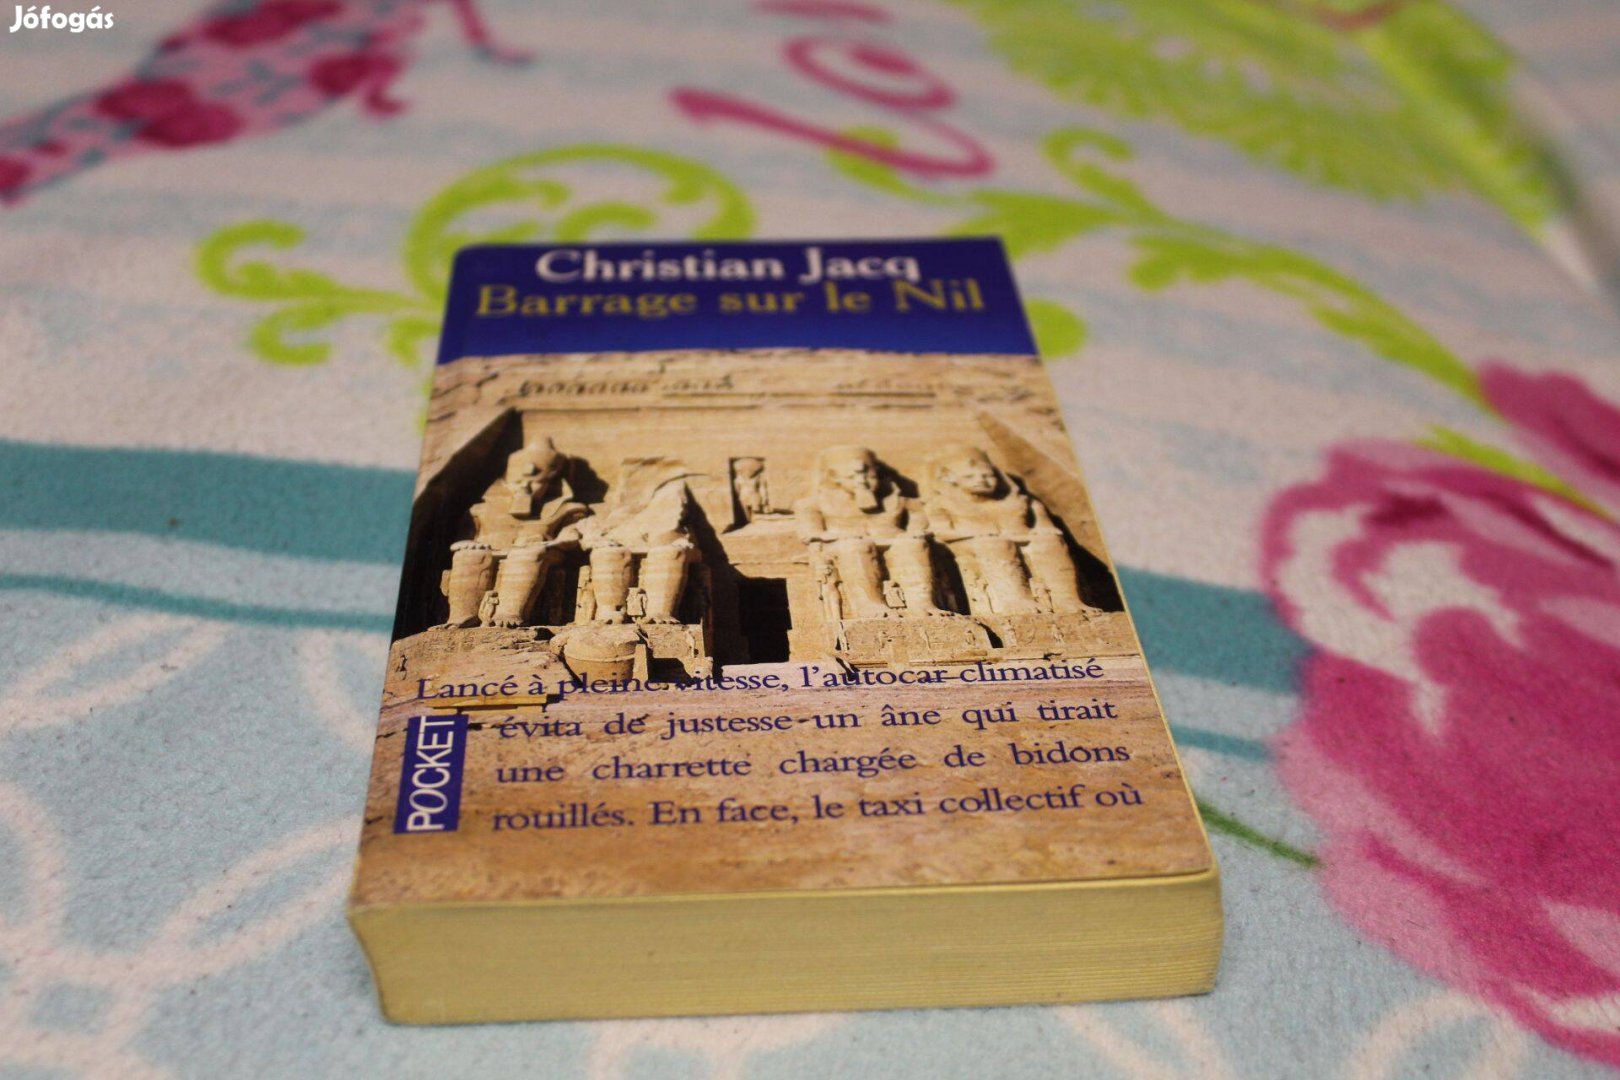 Jófogás
Christian Jacq
Barrage sur le Nil
Lancé à pleine vitesse, l'autocar climatisé
évita de justesse un âne qui tirait
une charrette chargée de bidons
rouillés. En face, le taxi collectif où
POCKET